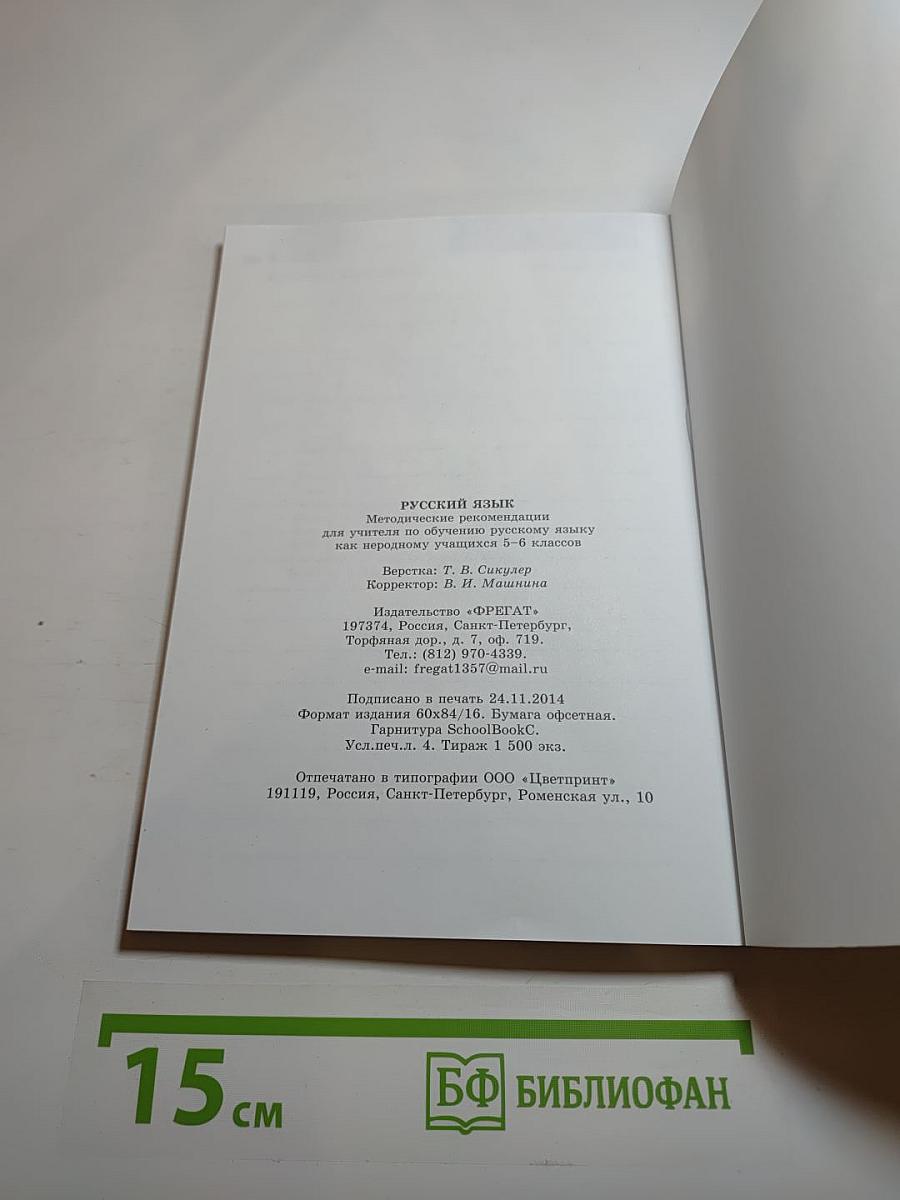 РУССКИЙ ЯЗЫК
Методические рекомендации
для учителя по обучению русскому языку
как неродному учащихся 5–6 классов
Верстка: Т. В. Сикулер
Корректор: В. И. Машнина
Издательство «ФРЕГАТ»
197374, Россия, Санкт-Петербург,
Торфяная дор., д. 7, оф. 719.
Тел.: (812) 970-4339.
e-mail: fregat1357@mail.ru
Подписано в печать 24.11.2014
Формат издания 60х84/16. Бумага офсетная.
Гарнитура SchoolBookC.
Усл.печ.л. 4. Тираж 1 500 экз.
Отпечатано в типографии ООО «Цветпринт»
191119, Россия, Санкт-Петербург, Роменская ул., 10
15 см
БФ БИБЛИОФАН